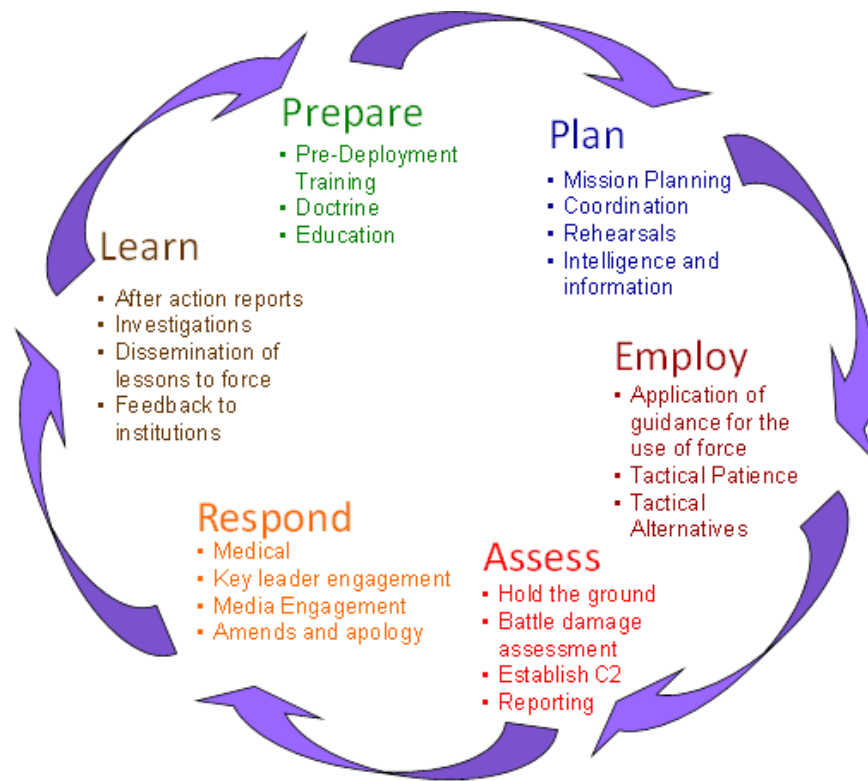 Prepare
▪ Pre-Deployment
Training
▪ Doctrine
▪ Education
Plan
▪ Mission Planning
▪ Coordination
▪ Rehearsals
▪ Intelligence and
information
Employ
▪ Application of
guidance for the
use of force
▪ Tactical Patience
▪ Tactical
Alternatives
Assess
▪ Hold the ground
▪ Battle damage
assessment
▪ Establish C2
▪ Reporting
Respond
▪ Medical
▪ Key leader engagement
▪ Media Engagement
▪ Amends and apology
Learn
▪ After action reports
▪ Investigations
▪ Dissemination of
lessons to force
▪ Feedback to
institutions